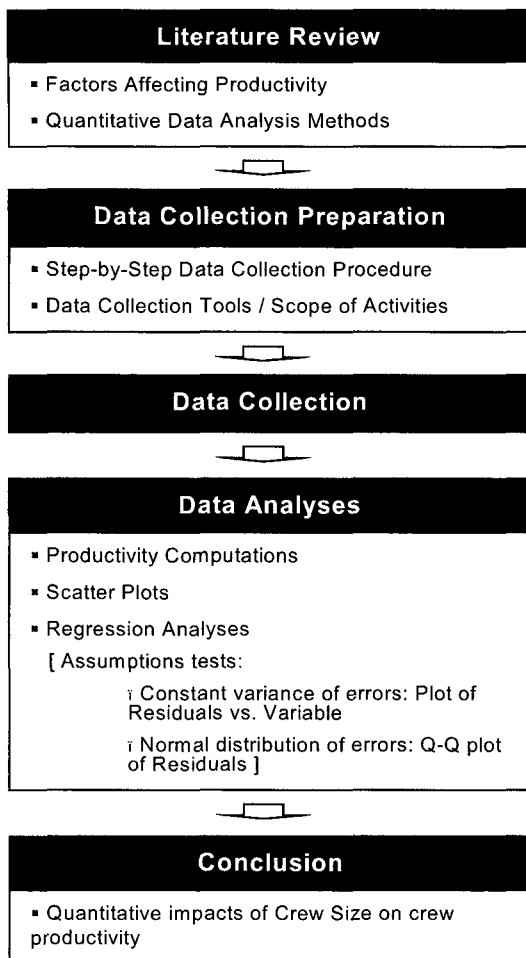 Literature Review
▪ Factors Affecting Productivity
▪ Quantitative Data Analysis Methods
Data Collection Preparation
▪ Step-by-Step Data Collection Procedure
▪ Data Collection Tools / Scope of Activities
Data Collection
Data Analyses
▪ Productivity Computations
▪ Scatter Plots
▪ Regression Analyses
[ Assumptions tests:
ï Constant variance of errors: Plot of
Residuals vs. Variable
ï Normal distribution of errors: Q-Q plot
of Residuals ]
Conclusion
▪ Quantitative impacts of Crew Size on crew
productivity